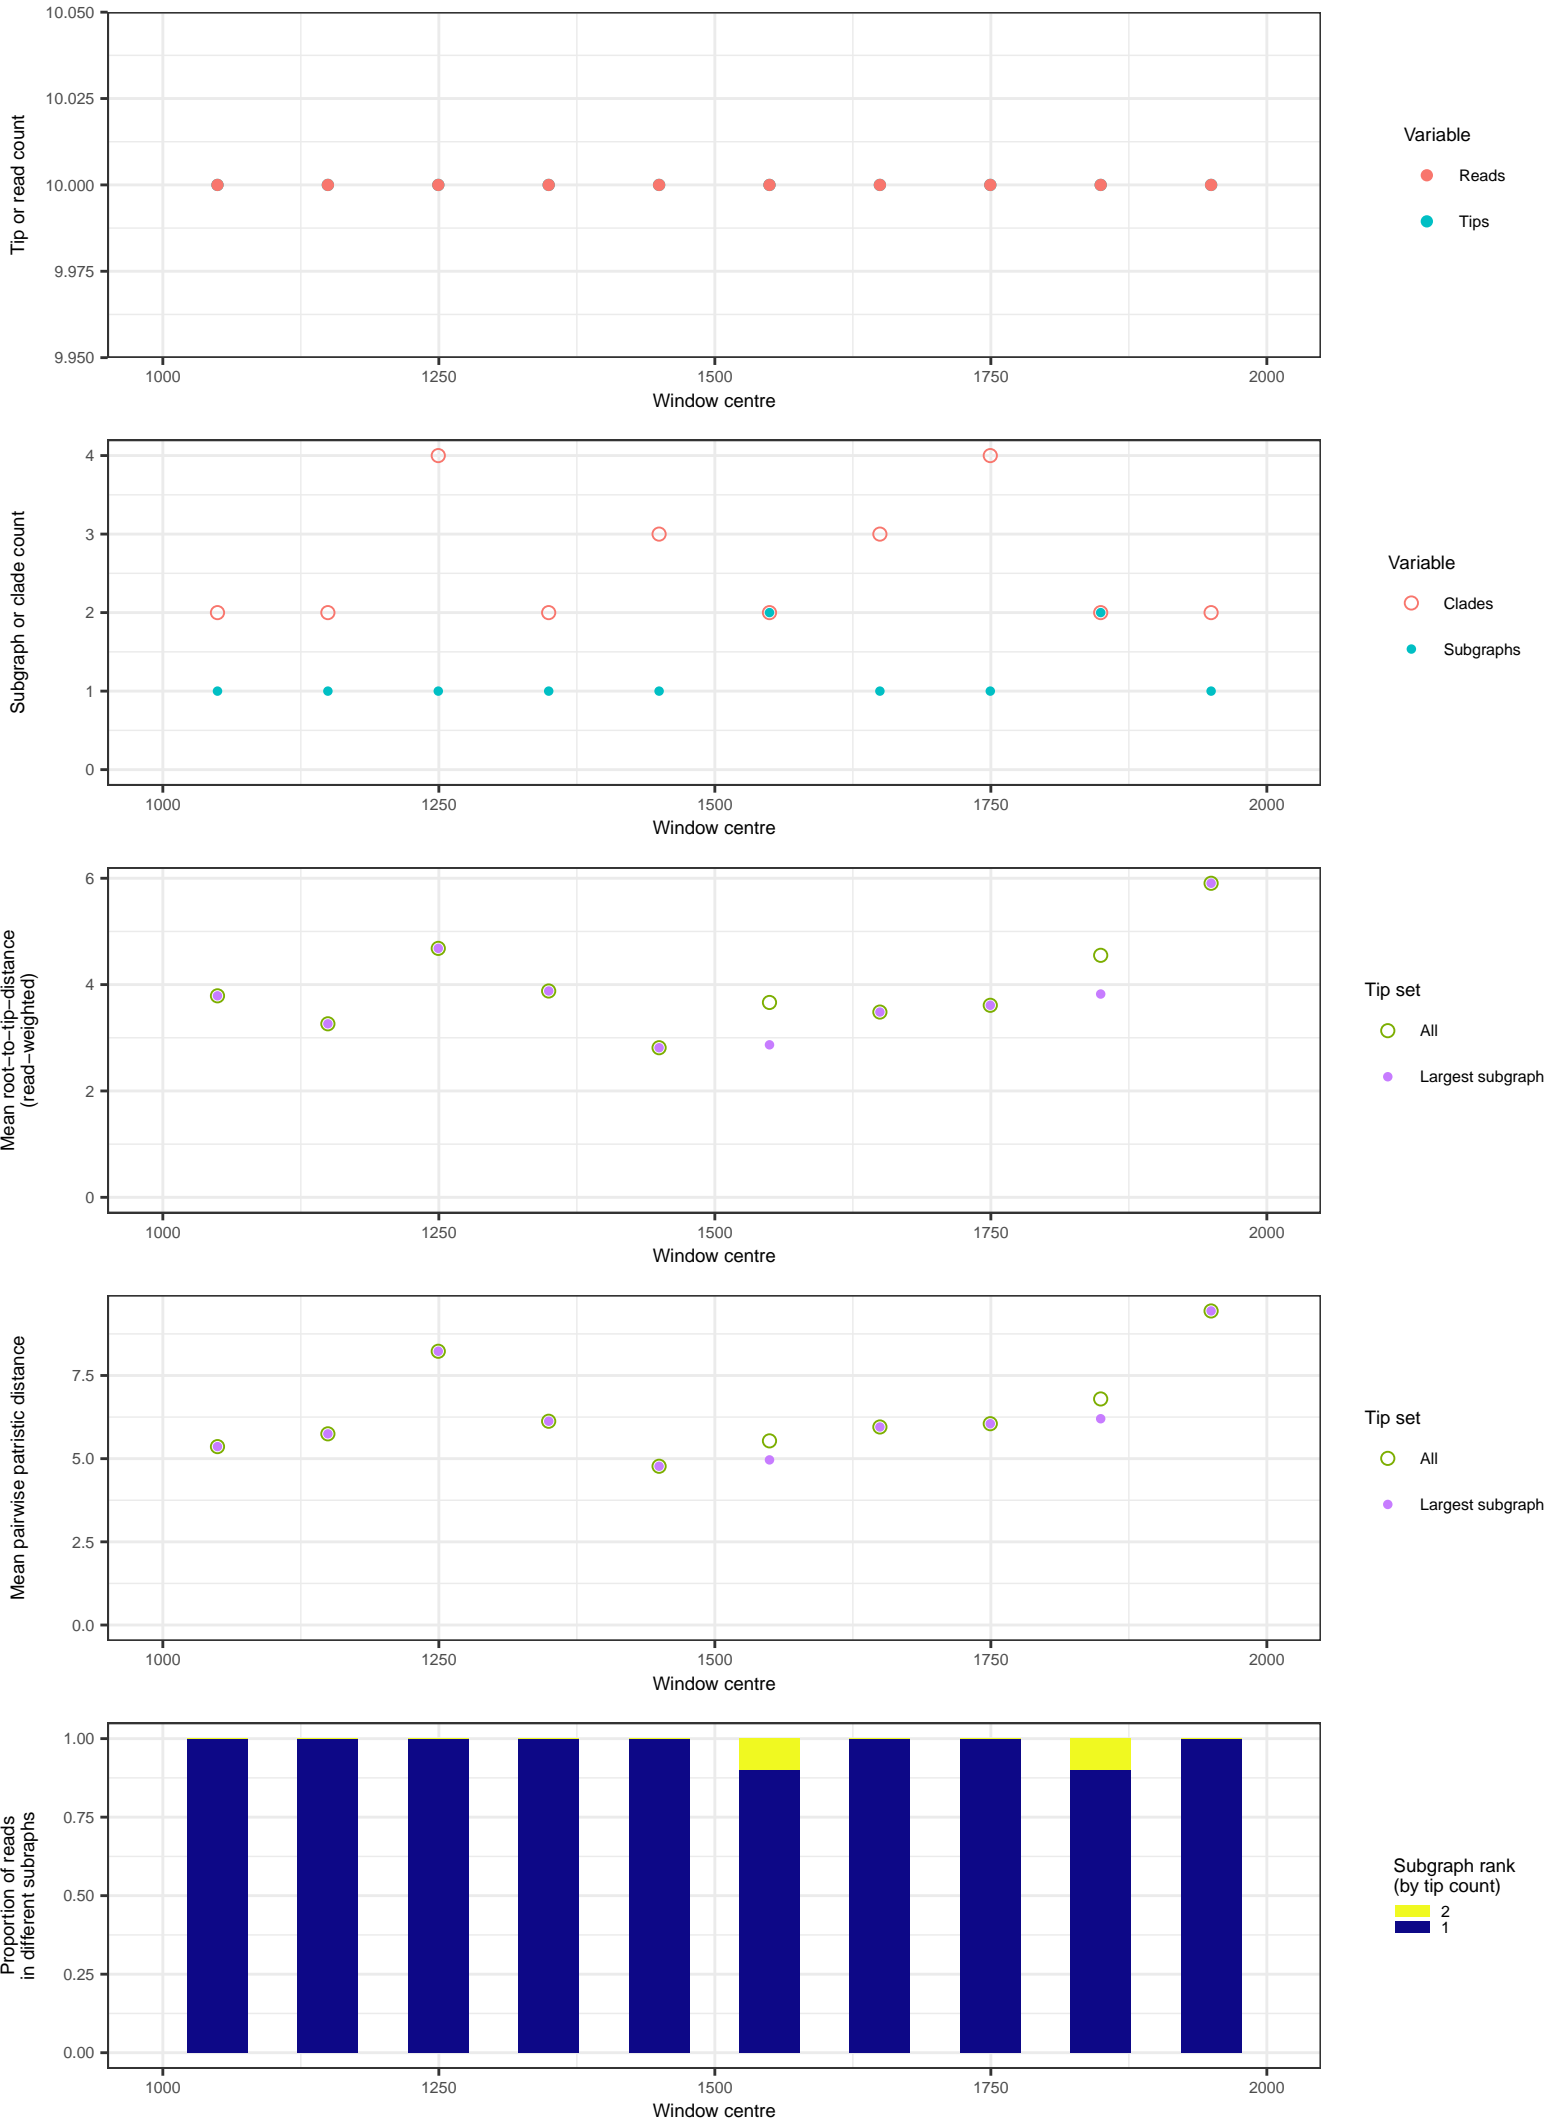 10.050
10.025
10.000
9.975
9.950
Tip or read count
1000 1250 1500 1750 2000
Window centre
Variable
Reads
Tips
4
3
2
1
0
Subgraph or clade count
1000 1250 1500 1750 2000
Window centre
Variable
Clades
Subgraphs
6
4
2
0
Mean root−to−tip−distance
(read−weighted)
1000 1250 1500 1750 2000
Window centre
Tip set
All
Largest subgraph
7.5
5.0
2.5
0.0
Mean pairwise patristic distance
1000 1250 1500 1750 2000
Window centre
Tip set
All
Largest subgraph
1.00
0.75
0.50
0.25
0.00
Proportion of reads
in different subraphs
1000 1250 1500 1750 2000
Window centre
Subgraph rank
(by tip count)
2
1